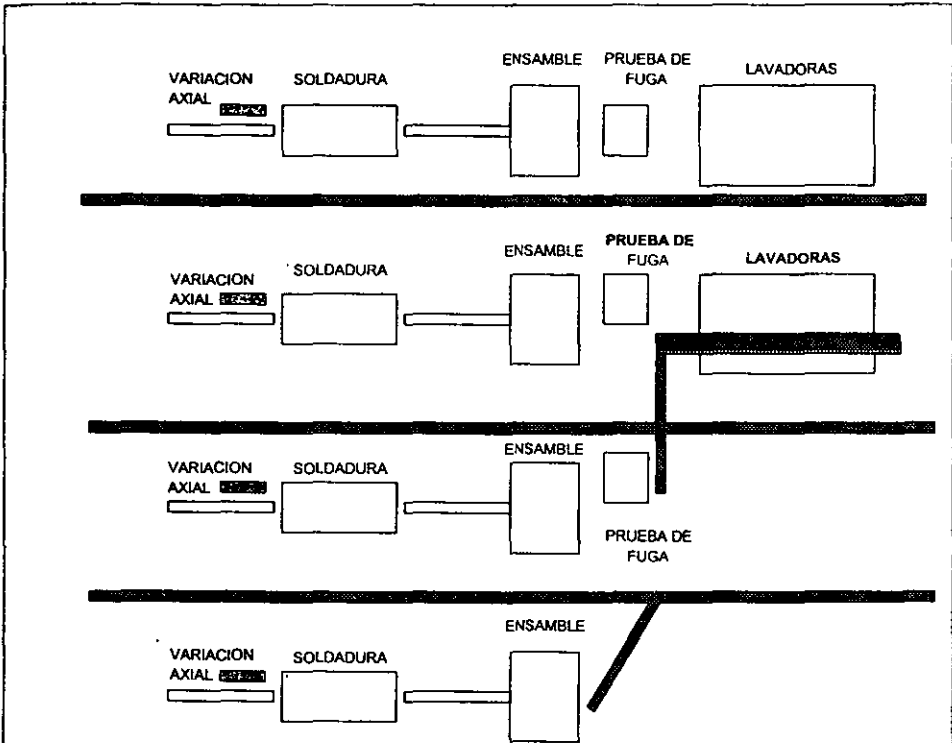 VARIACION
AXIAL
SOLDADURA
ENSAMBLE
PRUEBA DE
FUGA
LAVADORAS
VARIACION
AXIAL
SOLDADURA
ENSAMBLE
PRUEBA DE
FUGA
LAVADORAS
VARIACION
AXIAL
SOLDADURA
ENSAMBLE
PRUEBA DE
FUGA
VARIACION
AXIAL
SOLDADURA
ENSAMBLE